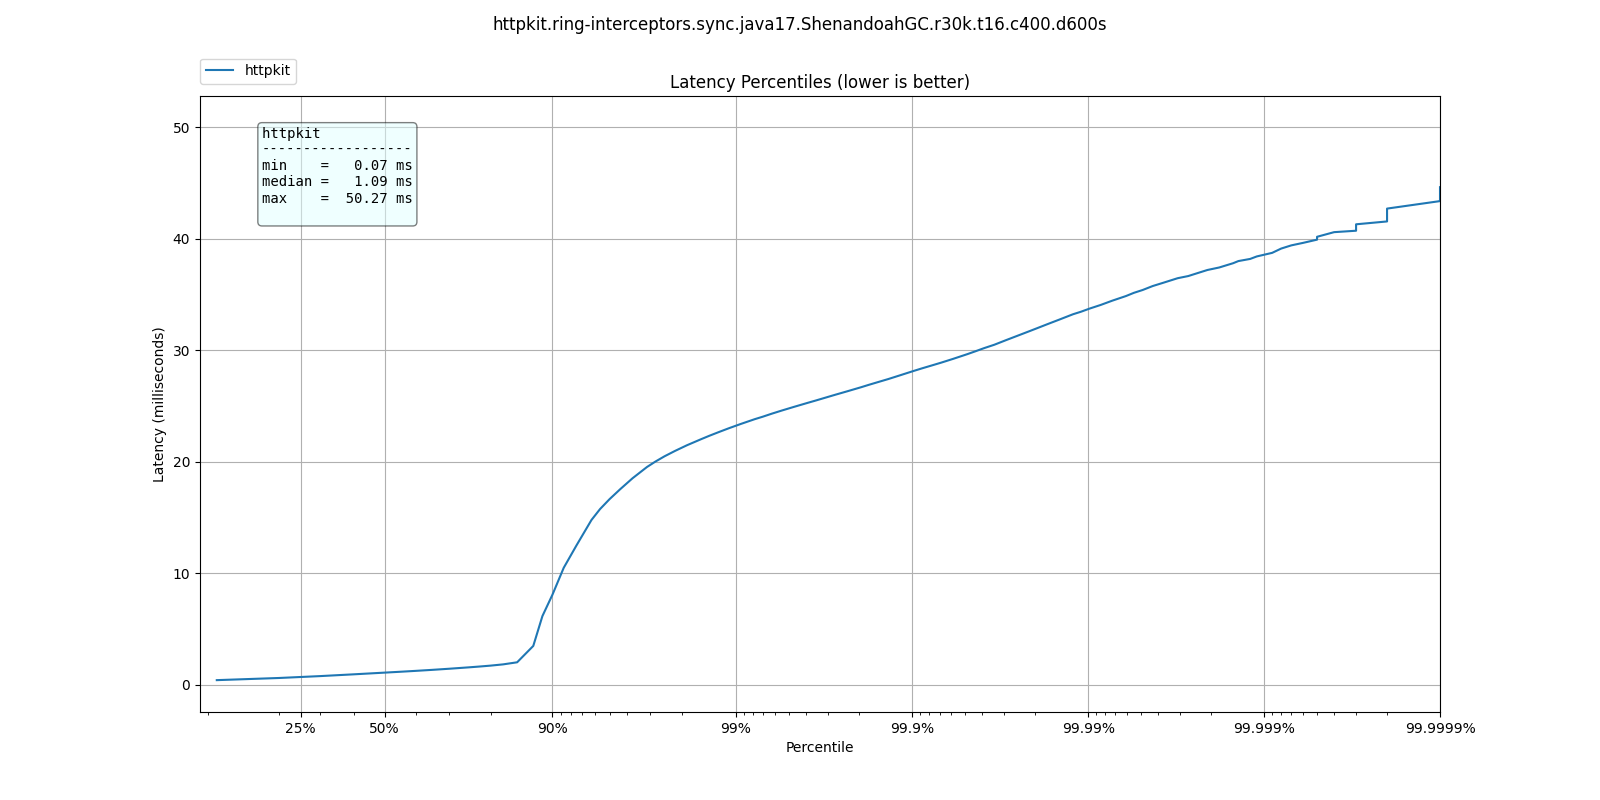 httpkit.ring-interceptors.sync.java17.ShenandoahGC.r30k.t16.c400.d600s
httpkit
Latency Percentiles (lower is better)
50
40
30
20
10
0
Latency (milliseconds)
httpkit
------------------
min    =   0.07 ms
median =   1.09 ms
max    =  50.27 ms
25% 50% 90% 99% 99.9% 99.99% 99.999% 99.9999%
Percentile